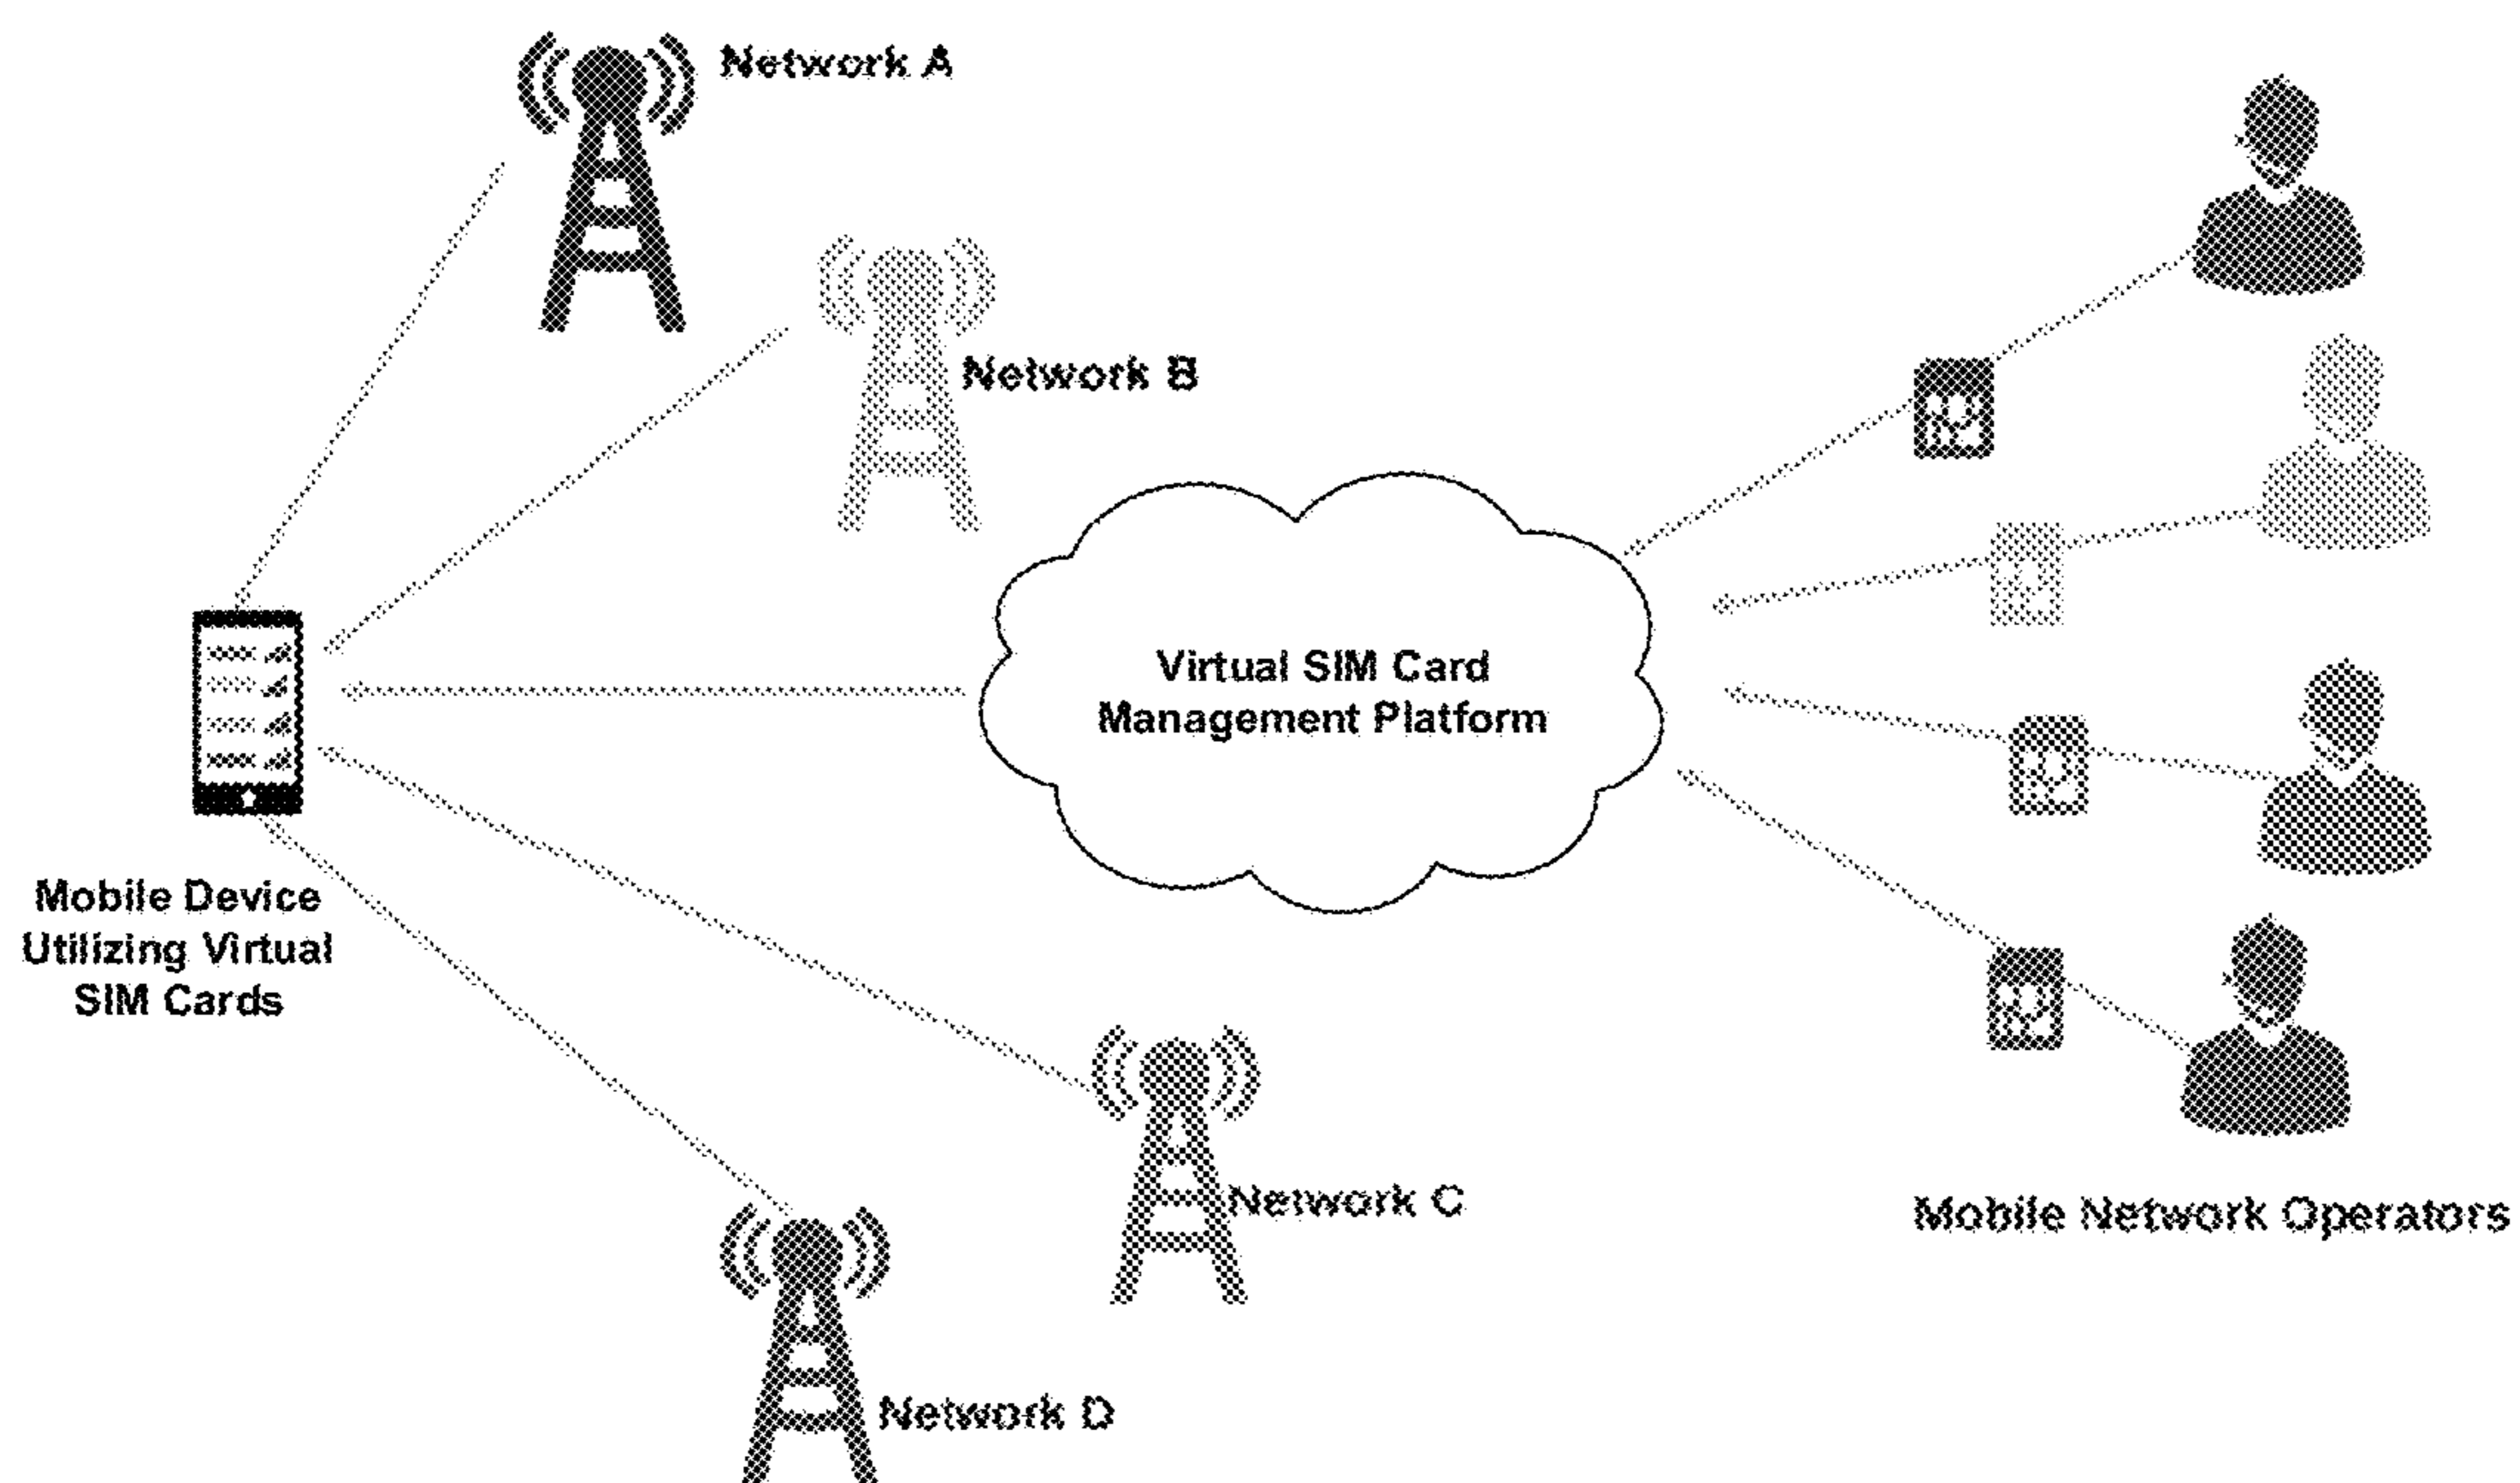 Network A
Network B
Virtual SIM Card
Management Platform
Mobile Device
Utilizing Virtual
SIM Cards
Network C
Mobile Network Operators
Network D